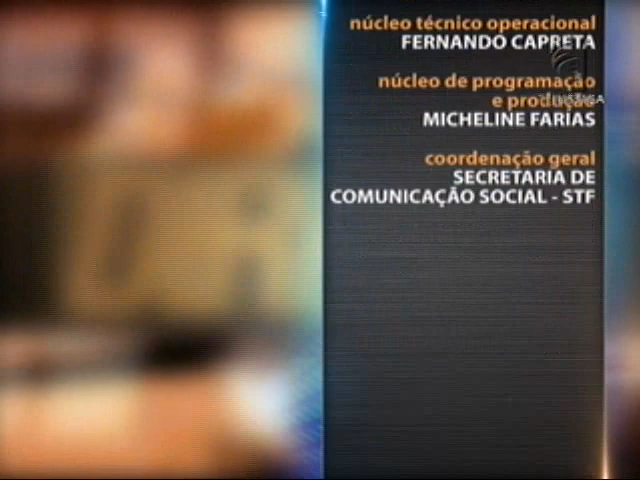 núcleo técnico operacional
FERNANDO CAPRETA
núcleo de programação
e produção
MICHELINE FARIAS
coordenação geral
SECRETARIA DE
COMUNICAÇÃO SOCIAL - STF